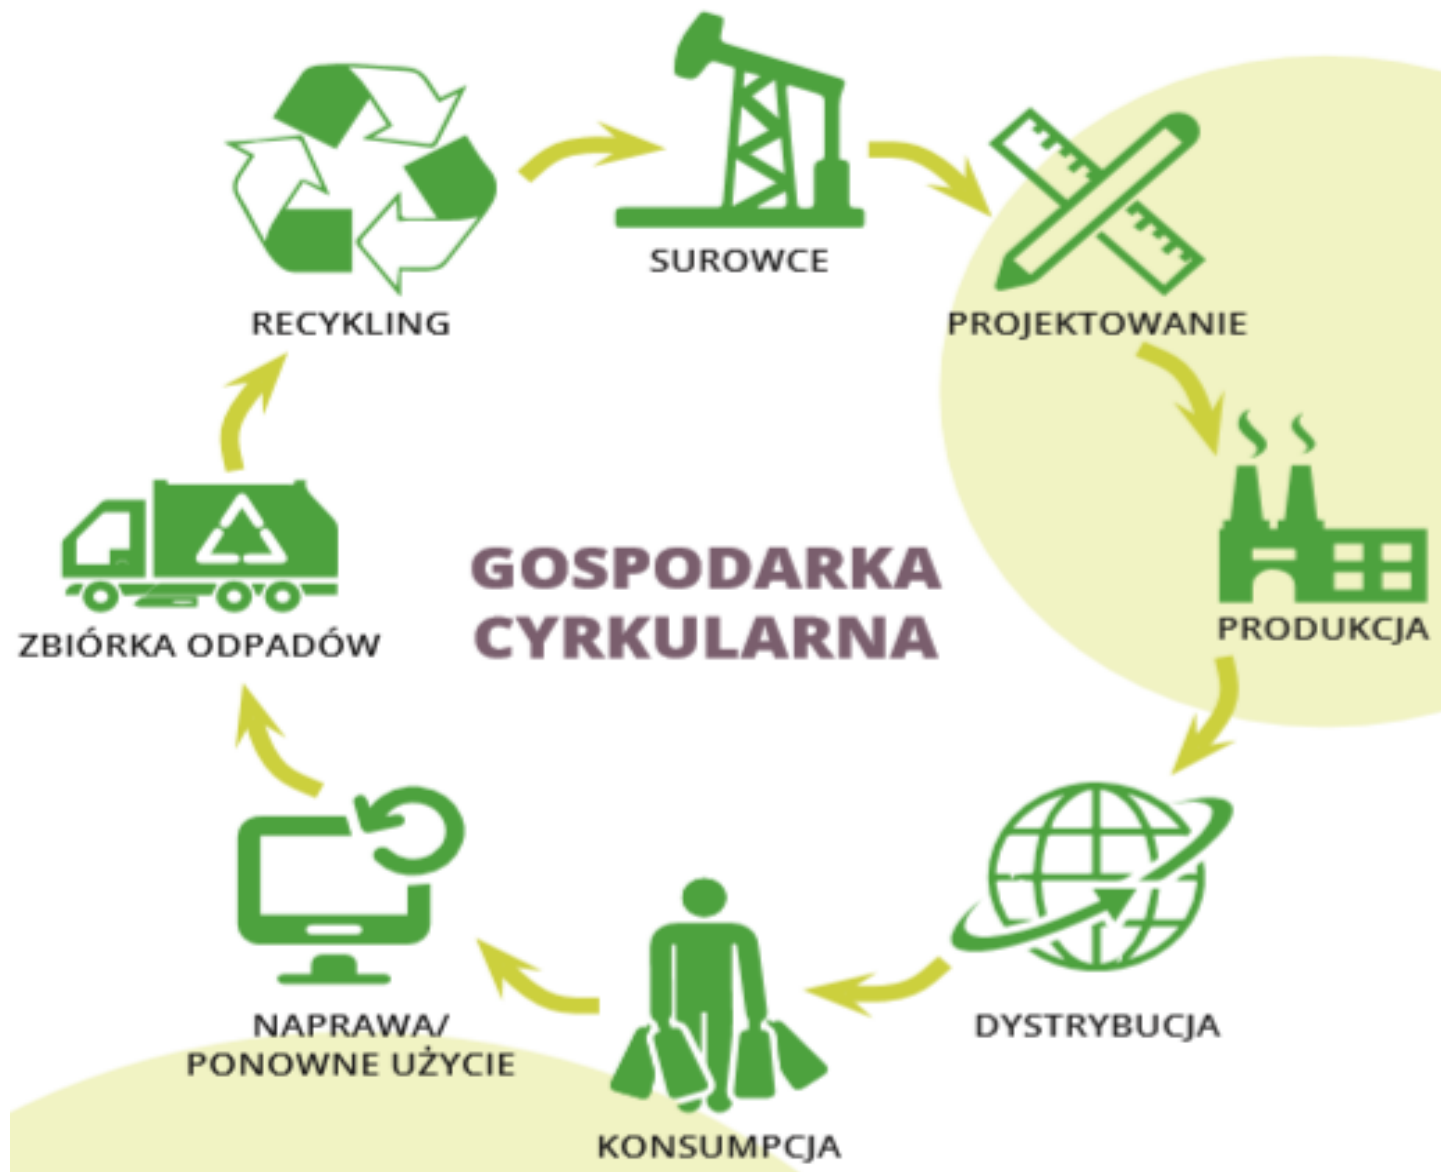 SUROWCE
PROJEKTOWANIE
PRODUKCJA
DYSTRYBUCJA
KONSUMPCJA
NAPRAWA/
PONOWNE UŻYCIE
ZBIÓRKA ODPADÓW
RECYKLING
GOSPODARKA
CYRKULARNA